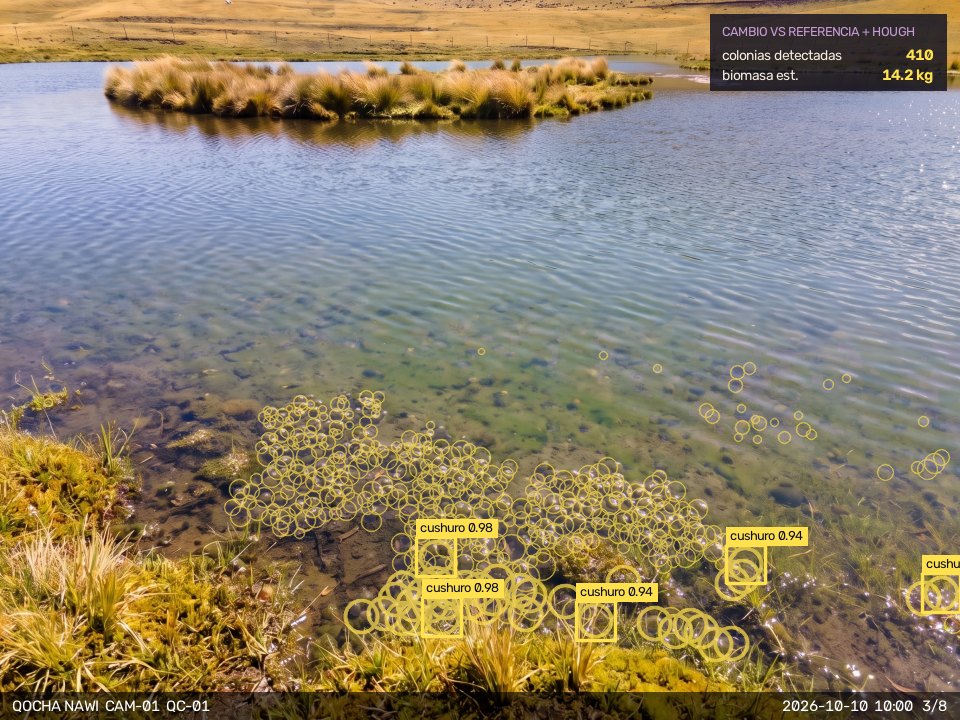 CAMBIO VS REFERENCIA + HOUGH
colonias detectadas 410
biomasa est. 14.2 kg
cushuro 0.98
cushuro 0.94
cushu
cushuro 0.98
cushuro 0.94
QOCHA NAWI CAM-01 QC-01
2026-10-10 10:00 3/8